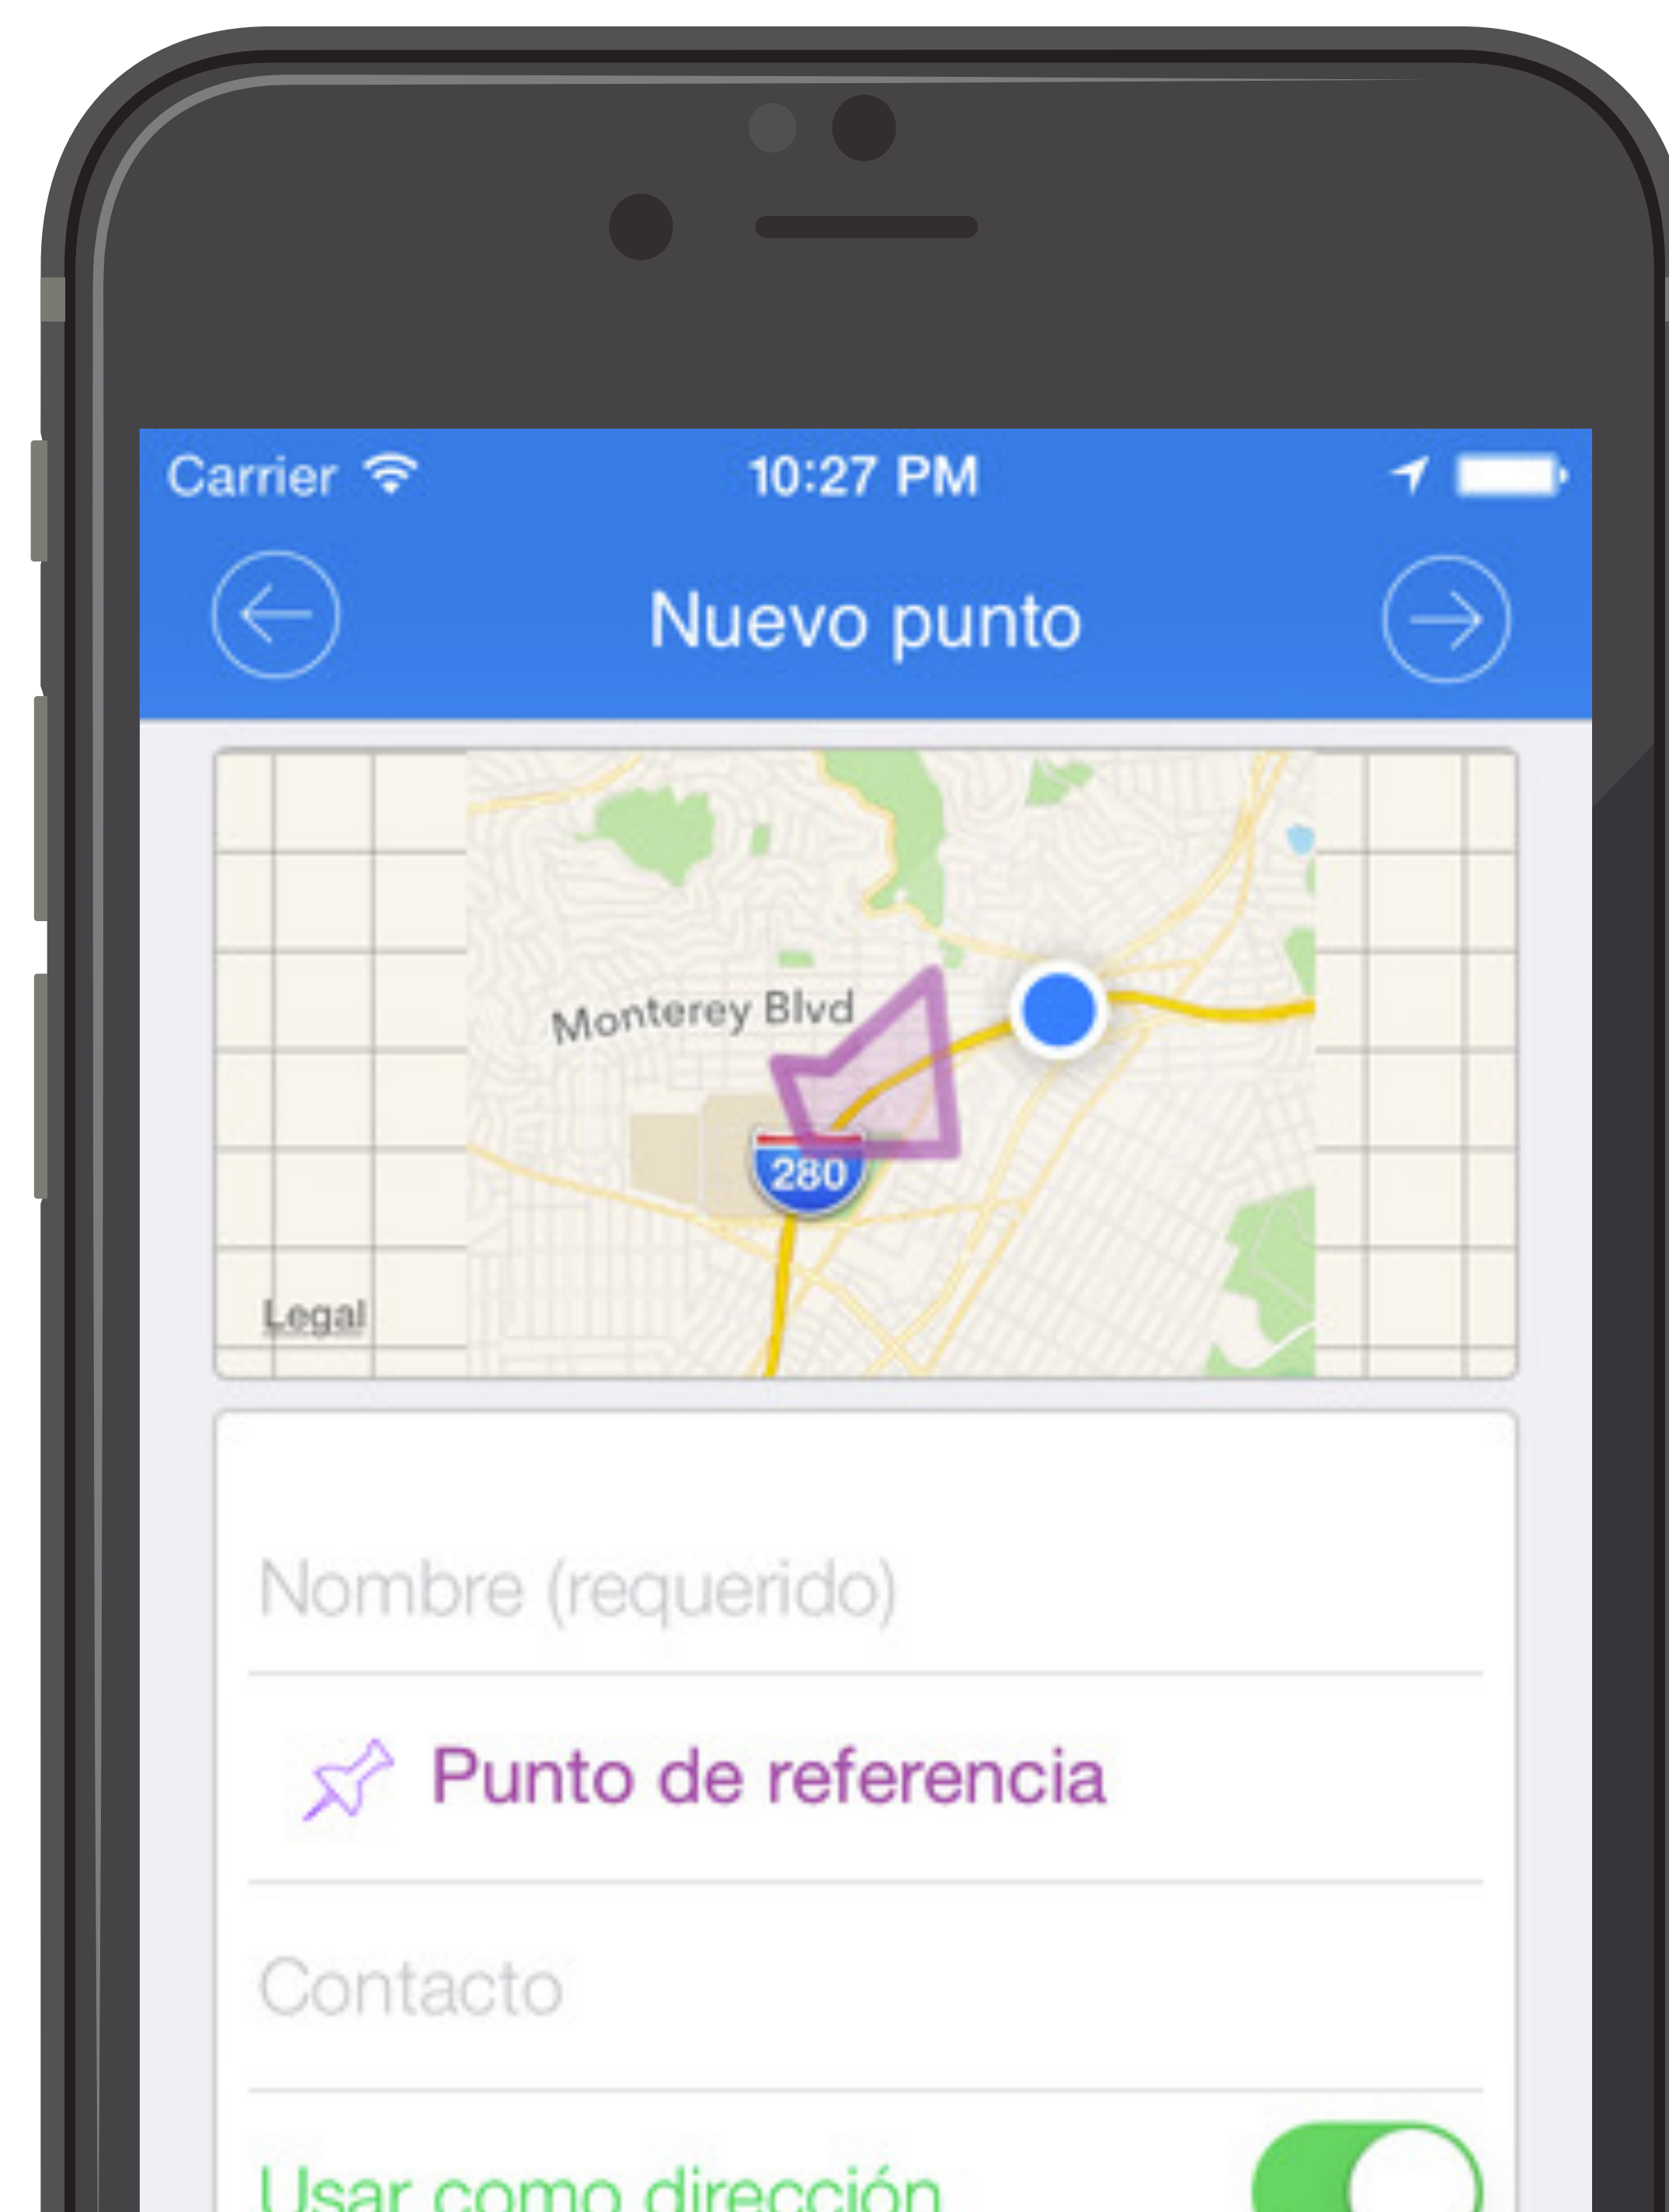 Carrier 10:27 PM
Nuevo punto
Monterey Blvd
280
Legal
Nombre (requerido)
Punto de referencia
Contacto
Usar como dirección